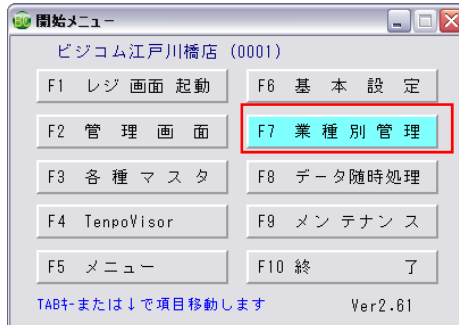 開始メニュー
ビジコム江戸川橋店 (0001)
F1 レジ 画面 起動
F6 基 本 設 定
F2 管 理 画 面
F7 業 種 別 管 理
F3 各 種 マ ス タ
F8 データ随時処理
F4 TenpoVisor
F9 メ ン テ ナ ン ス
F5 メニュー
F10 終 了
TABｷｰまたは↓で項目移動します Ver2.61